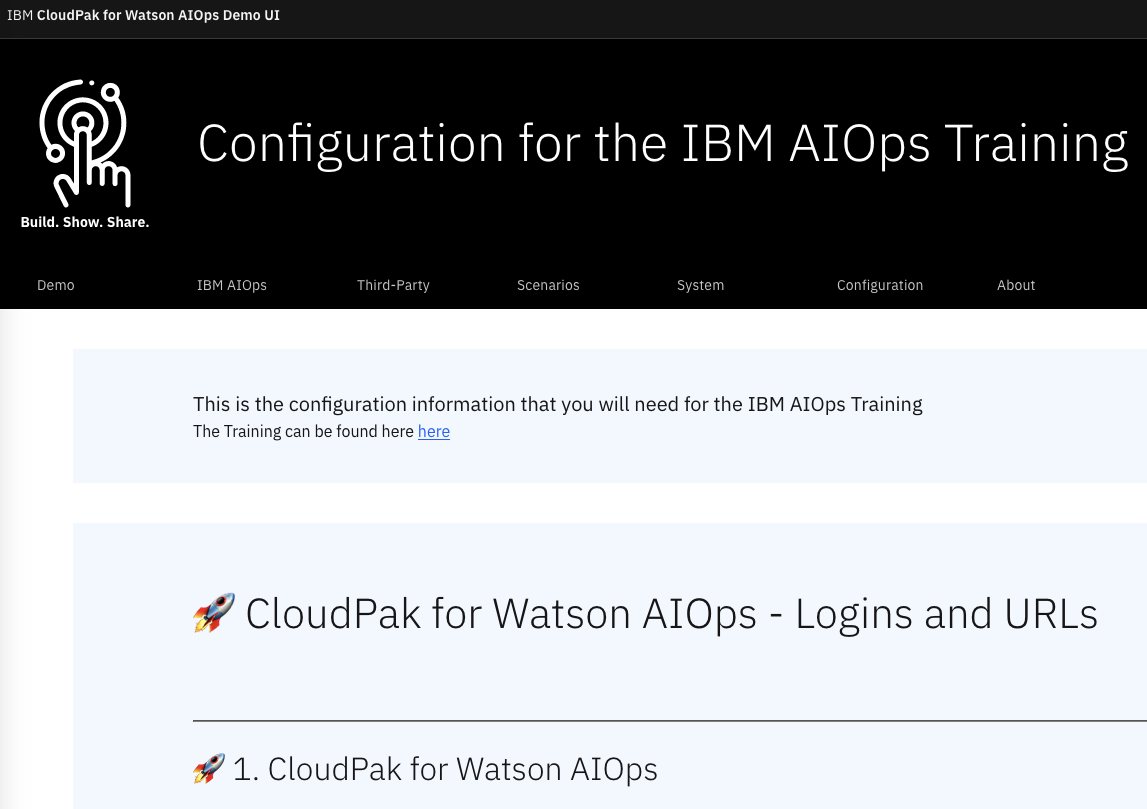 IBM CloudPak for Watson AIOps Demo UI
Configuration for the IBM AIOps Training
Build. Show. Share.
Demo IBM AIOps Third-Party Scenarios System Configuration About
This is the configuration information that you will need for the IBM AIOps Training
The Training can be found here here
🚀 CloudPak for Watson AIOps - Logins and URLs
🚀 1. CloudPak for Watson AIOps